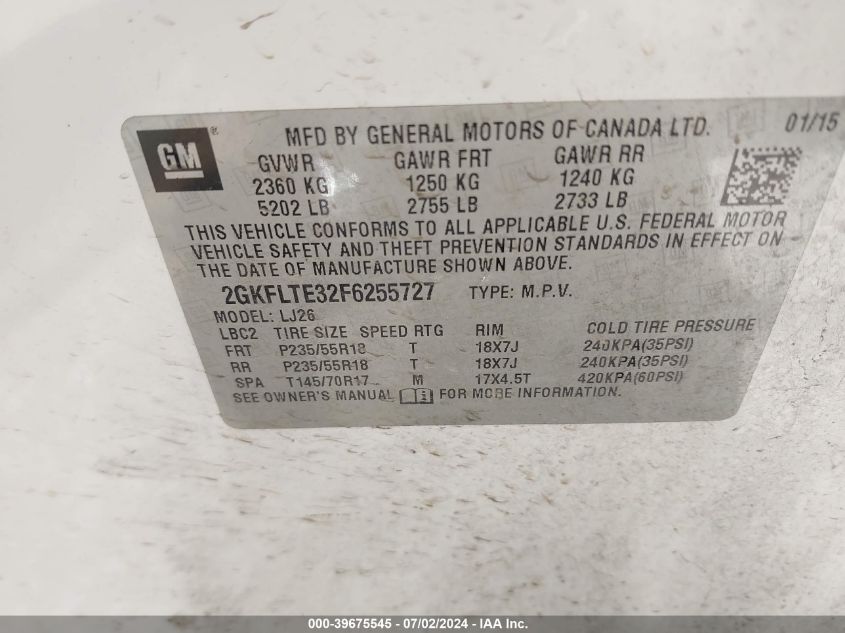 GM ®
MFD BY GENERAL MOTORS OF CANADA LTD. 01/15
GVWR GAWR FRT GAWR RR
2360 KG 1250 KG 1240 KG
5202 LB 2755 LB 2733 LB
THIS VEHICLE CONFORMS TO ALL APPLICABLE U.S. FEDERAL MOTOR
VEHICLE SAFETY AND THEFT PREVENTION STANDARDS IN EFFECT ON
THE DATE OF MANUFACTURE SHOWN ABOVE.
2GKFLTE32F6255727 TYPE: M.P.V.
MODEL: LJ26
LBC2 TIRE SIZE SPEED RTG RIM COLD TIRE PRESSURE
FRT P235/55R18 T 18X7J 240KPA(35PSI)
RR P235/55R18 T 18X7J 240KPA(35PSI)
SPA T145/70R17 M 17X4.5T 420KPA(60PSI)
SEE OWNER'S MANUAL i FOR MORE INFORMATION.
000-39675545 - 07/02/2024 - IAA Inc.